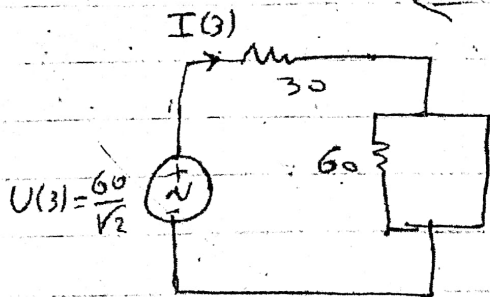 I(3)
30
60
U(3) = 60/√2
+
~
-